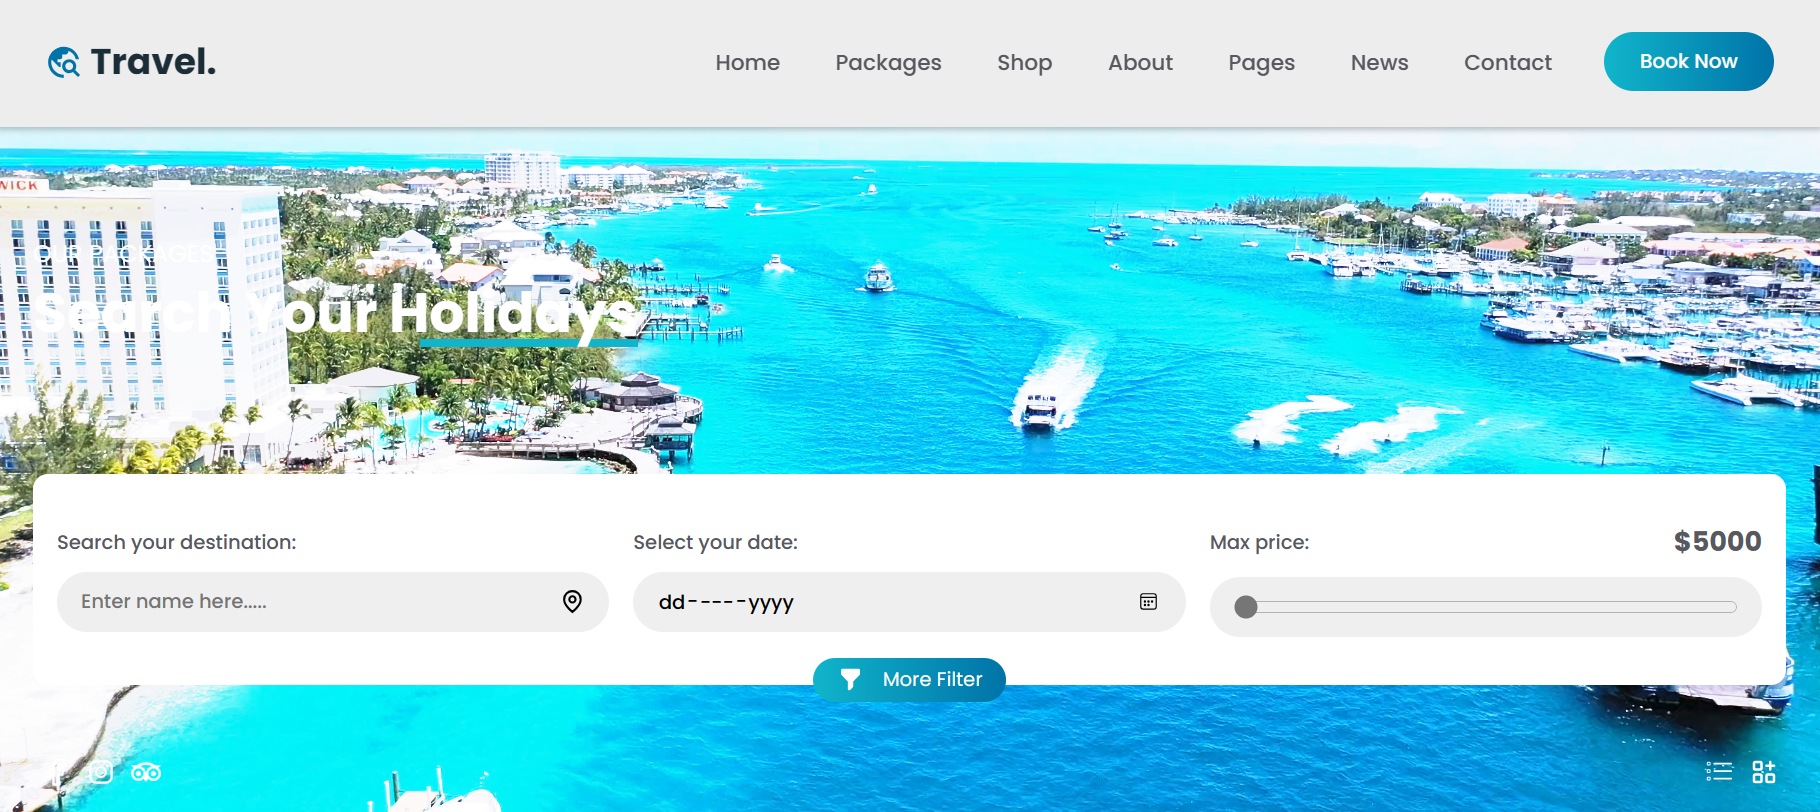 Travel.
Home Packages Shop About Pages News Contact Book Now
WICK
OUR PACKAGES
Search Your Holidays
Search your destination: Select your date: Max price: $5000
Enter name here..... dd-----yyyy
More Filter